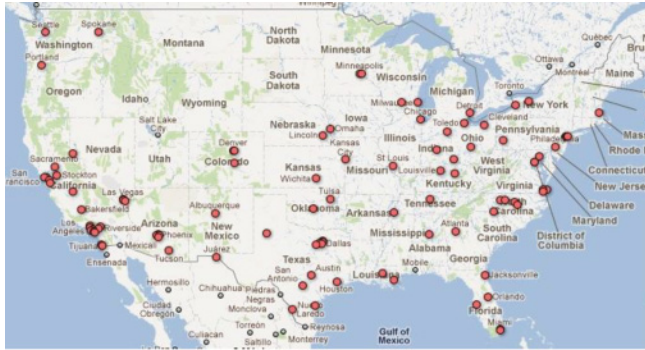 Winnipeg
Seattle
Spokane
Washington
Portland
Montana
North
Dakota
Minnesota
Minneapolis
Québec
Ottawa
Montréal
Maine
Oregon
Idaho
Wyoming
South
Dakota
Wisconsin
Michigan
Toronto
New York
Milwaukee
Chicago
Detroit
Toledo
Cleveland
Pennsylvania
Philadelphia
Mass
Rhode I
Connecticut
New Jerse
Delaware
Maryland
District of
Columbia
Salt Lake
City
Nebraska
Lincoln
Omaha
Iowa
Illinois
Ohio
Nevada
Utah
Denver
Colorado
Kansas
Kansas
City
Missouri
St Louis
Louisville
Kentucky
West
Virginia
Virginia
Sacramento
San
Francisco
Stockton
California
Las Vegas
Bakersfield
Wichita
Tulsa
Oklahoma
Arkansas
Tennessee
Carolina
South
Carolina
Los
Angeles
Riverside
Arizona
Phoenix
Albuquerque
New
Mexico
Dallas
Mississippi
Alabama
Atlanta
Georgia
Tijuana
Mexicali
Ensenada
Tucson
Juárez
Texas
Austin
San
Antonio
Houston
Louisiana
Mobile
Jacksonville
Orlando
Florida
Miami
Hermosillo
Chihuahua
Piedras
Negras
Ciudad
Obregón
Monclova
Laredo
Reynosa
Culiacan
Torreón
Saltillo
Monterrey
Gulf of
Mexico